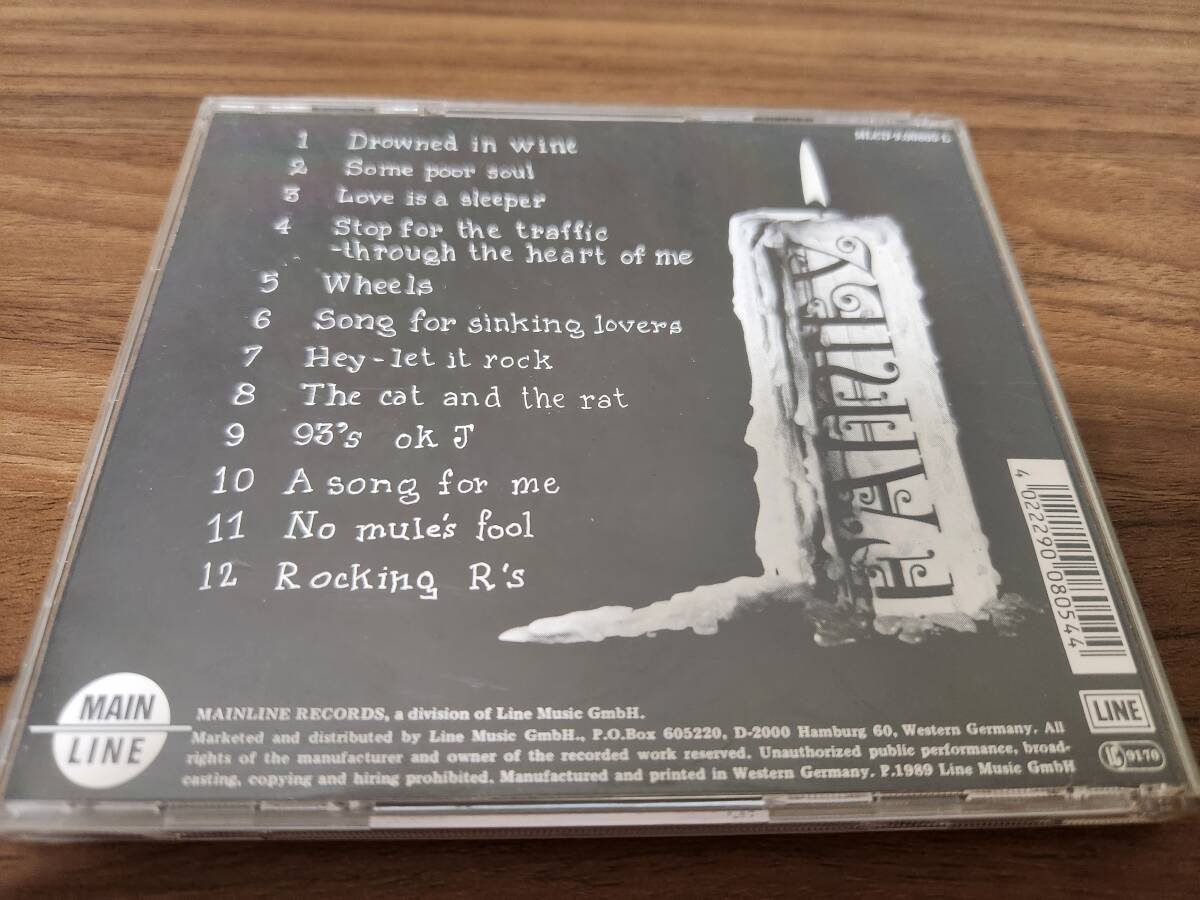 1 Drowned in wine
2 Some poor soul
3 Love is a sleeper
4 Stop for the traffic
-through the heart of me
5 Wheels
6 Song for sinking lovers
7 Hey-let it rock
8 The cat and the rat
9 93's ok J
10 A song for me
11 No mule's fool
12 Rocking R's
4 022290 080544
MAIN
LINE
MAINLINE RECORDS, a division of Line Music GmbH.
Marketed and distributed by Line Music GmbH., P.O.Box 605220, D-2000 Hamburg 60, Western Germany. All
rights of the manufacturer and owner of the recorded work reserved. Unauthorized public performance, broad-
casting, copying and hiring prohibited. Manufactured and printed in Western Germany. P.1989 Line Music GmbH
LINE
LC 9170